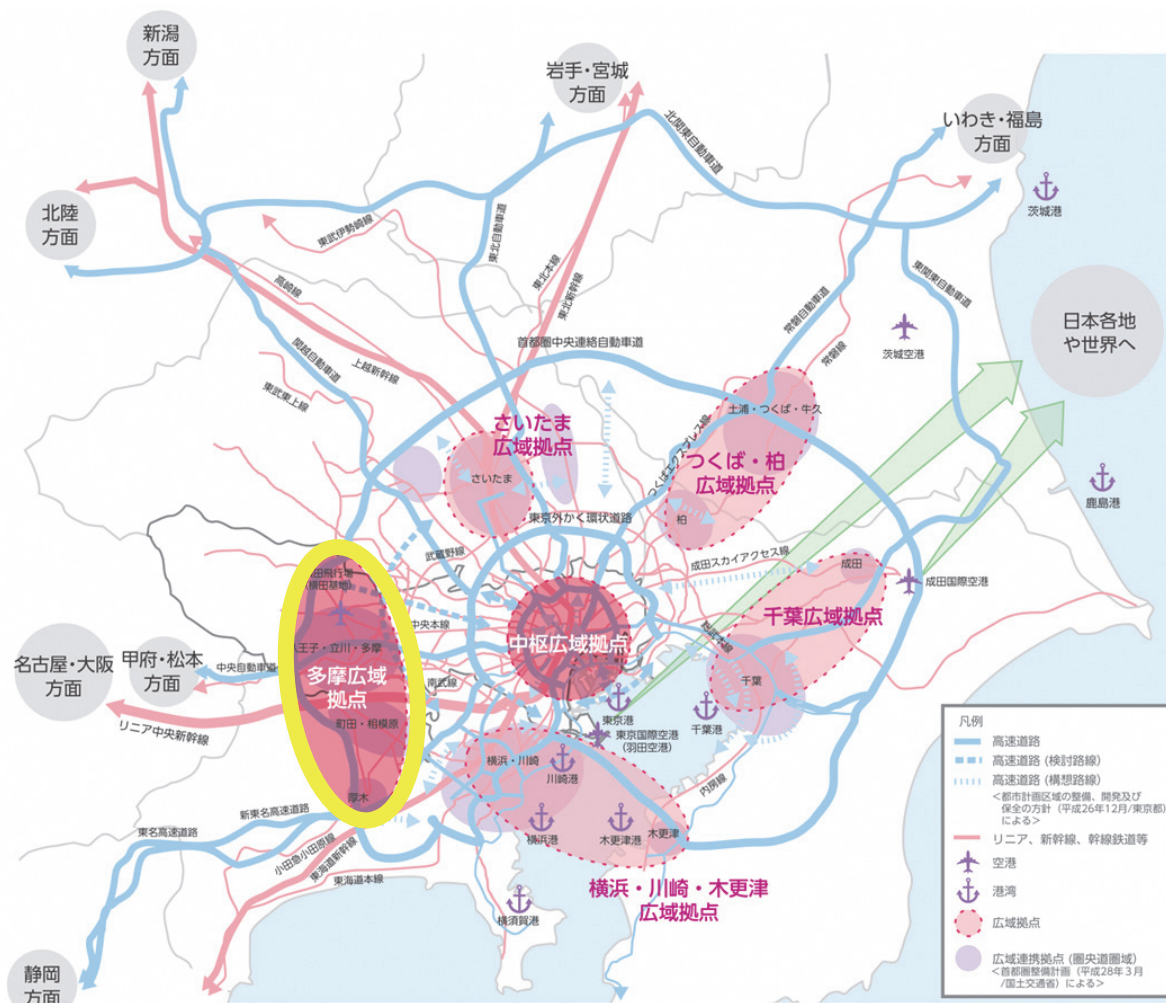 新潟
方面
岩手・宮城
方面
いわき・福島
方面
北関東自動車道
茨城港
北陸
方面
東武伊勢崎線
東北自動車道
東北本線
東北新幹線
常磐自動車道
常磐線
東関東自動車道
茨城空港
日本各地
や世界へ
高崎線
関越自動車道
上越新幹線
首都圏中央連絡自動車道
東武東上線
さいたま
広域拠点
さいたま
つくばエクスプレス線
土浦・つくば・牛久
つくば・柏
広域拠点
柏
鹿島港
東京外かく環状道路
武蔵野線
成田スカイアクセス線
成田
成田国際空港
田飛行場
(横田基地)
中央本線
中枢広域拠点
総武本線
千葉広域拠点
千葉
名古屋・大阪
方面
甲府・松本
方面
中央自動車道
王子・立川・多摩
多摩広域
拠点
南武線
リニア中央新幹線
町田・相模原
厚木
東京港
東京国際空港
(羽田空港)
千葉港
横浜・川崎
川崎港
内房線
横浜港
木更津港
木更津
横浜・川崎・木更津
広域拠点
新東名高速道路
東名高速道路
小田急小田原線
東海道新幹線
東海道本線
横須賀港
静岡
方面
凡例
高速道路
高速道路 (検討路線)
高速道路 (構想路線)
<都市計画区域の整備、開発及び
保全の方針（平成26年12月/東京都）
による>
リニア、新幹線、幹線鉄道等
空港
港湾
広域拠点
広域連携拠点 (圏央道圏域)
<首都圏整備計画（平成28年3月
/国土交通省）による>